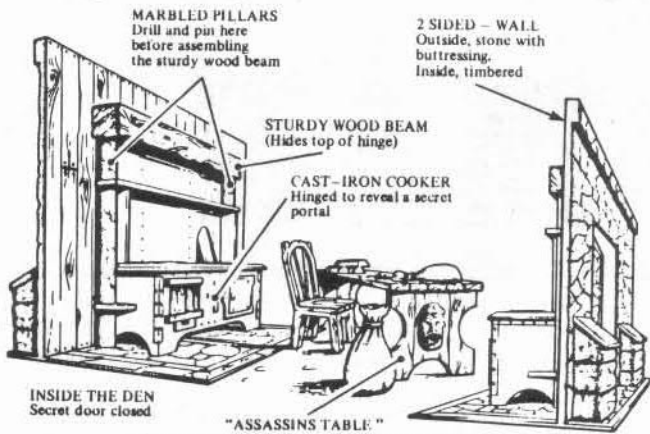 MARBLED PILLARS
Drill and pin here
before assembling
the sturdy wood beam
2 SIDED – WALL
Outside, stone with
buttressing.
Inside, timbered
STURDY WOOD BEAM
(Hides top of hinge)
CAST–IRON COOKER
Hinged to reveal a secret
portal
INSIDE THE DEN
Secret door closed
"ASSASSINS TABLE"